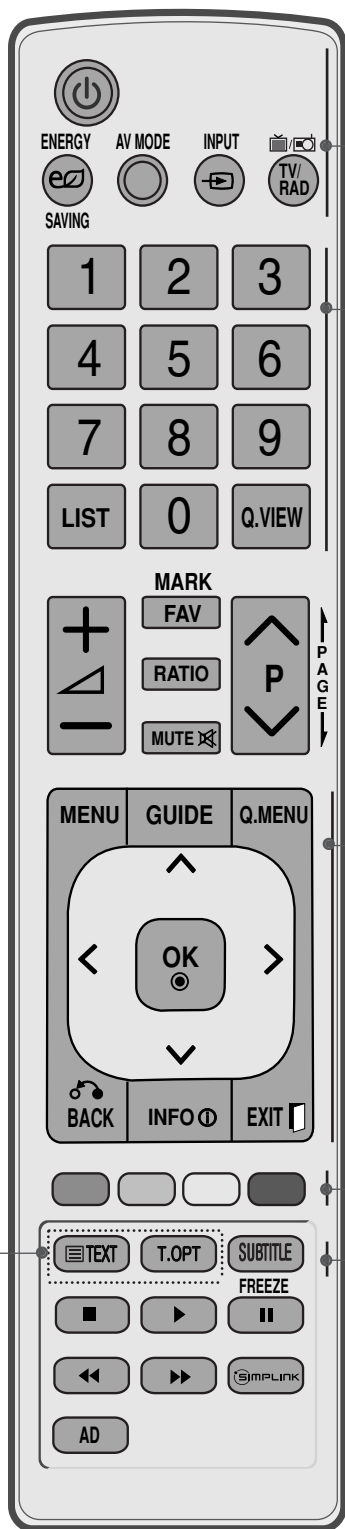 ENERGY AV MODE INPUT
TV/
RAD
SAVING
1 2 3
4 5 6
7 8 9
LIST 0 Q.VIEW
MARK
FAV
RATIO
P
PAGE
MUTE
MENU GUIDE Q.MENU
OK
BACK INFO EXIT
TEXT T.OPT SUBTITLE
FREEZE
SIMPLINK
AD